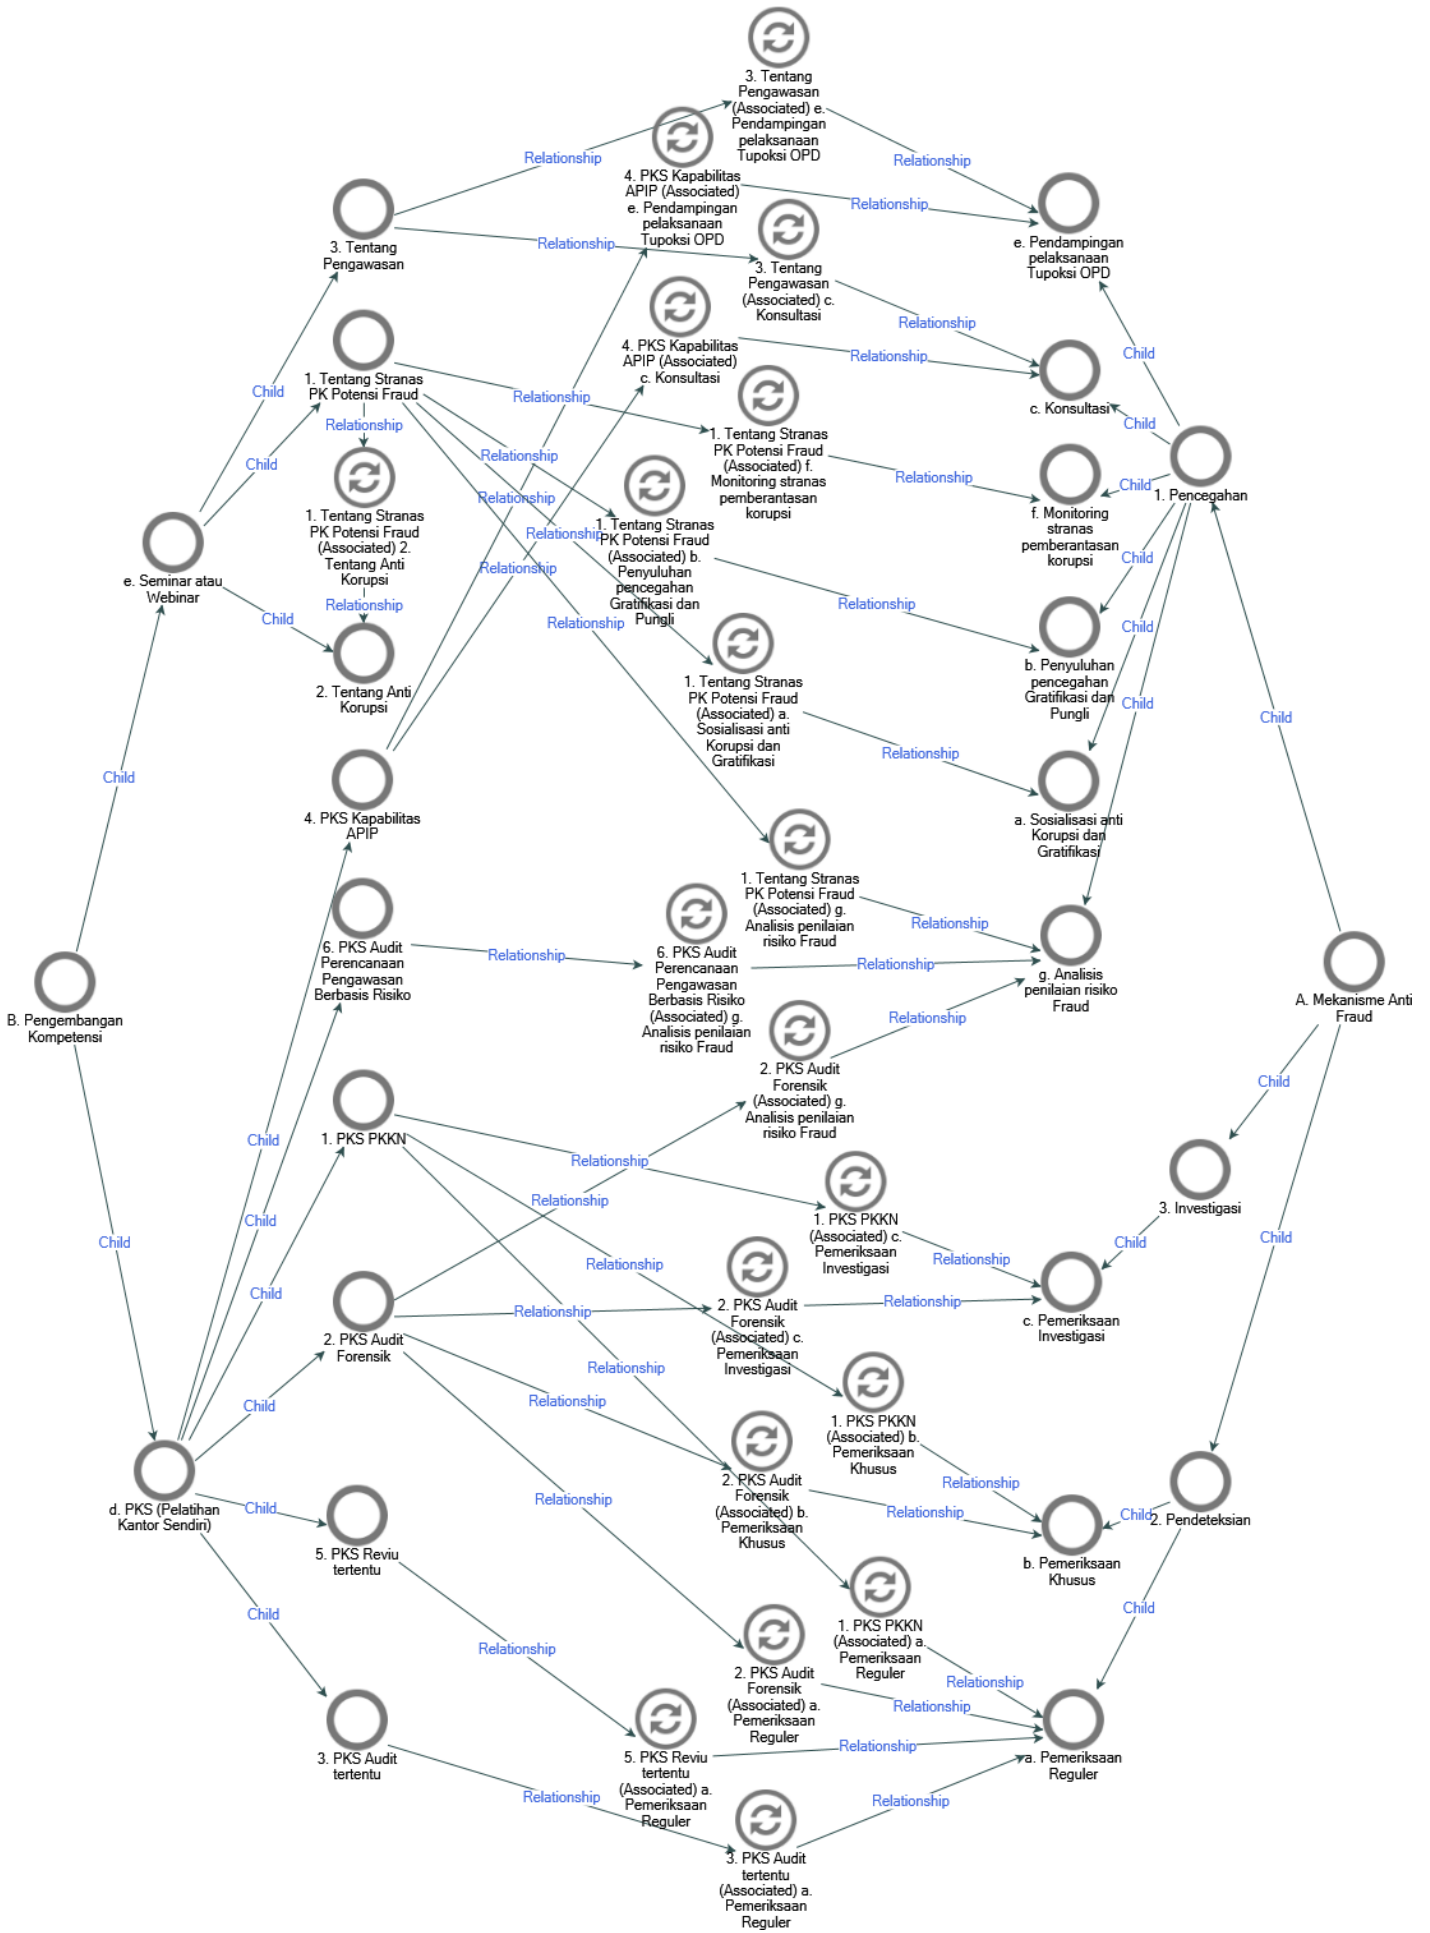 3. Tentang
Pengawasan
(Associated) e.
Pendampingan
pelaksanaan
Tupoksi OPD
Relationship
Relationship
4. PKS Kapabilitas
APIP (Associated)
e. Pendampingan
pelaksanaan
Tupoksi OPD
Relationship
3. Tentang
Pengawasan
Relationship
e. Pendampingan
pelaksanaan
Tupoksi OPD
3. Tentang
Pengawasan
(Associated) c.
Konsultasi
Relationship
4. PKS Kapabilitas
APIP (Associated)
c. Konsultasi
Relationship
Child
1. Tentang Stranas
PK Potensi Fraud
Child
Relationship
c. Konsultasi
Child
Relationship
1. Tentang Stranas
PK Potensi Fraud
(Associated) f.
Monitoring stranas
pemberantasan
korupsi
Relationship
Child
Relationship
Child
1. Pencegahan
Relationship
1. Tentang Stranas
PK Potensi Fraud
(Associated) 2.
Tentang Anti
Korupsi
Relationship
f. Monitoring
stranas
pemberantasan
korupsi
1. Tentang Stranas
PK Potensi Fraud
(Associated) b.
Penyuluhan
pencegahan
Gratifikasi dan
Pungli
Child
Relationship
e. Seminar atau
Webinar
Relationship
Relationship
Child
Relationship
Child
b. Penyuluhan
pencegahan
Gratifikasi dan
Pungli
2. Tentang Anti
Korupsi
1. Tentang Stranas
PK Potensi Fraud
(Associated) a.
Sosialisasi anti
Korupsi dan
Gratifikasi
Child
Child
Relationship
Child
4. PKS Kapabilitas
APIP
a. Sosialisasi anti
Korupsi dan
Gratifikasi
1. Tentang Stranas
PK Potensi Fraud
(Associated) g.
Analisis penilaian
risiko Fraud
Relationship
6. PKS Audit
Perencanaan
Pengawasan
Berbasis Risiko
Relationship
6. PKS Audit
Perencanaan
Pengawasan
Berbasis Risiko
(Associated) g.
Analisis penilaian
risiko Fraud
Relationship
g. Analisis
penilaian risiko
Fraud
A. Mekanisme Anti
Fraud
B. Pengembangan
Kompetensi
Relationship
2. PKS Audit
Forensik
(Associated) g.
Analisis penilaian
risiko Fraud
Child
Child
1. PKS PKKN
Relationship
Relationship
3. Investigasi
Child
Child
1. PKS PKKN
(Associated) c.
Pemeriksaan
Investigasi
Child
Child
Relationship
Relationship
Child
Relationship
Relationship
2. PKS Audit
Forensik
(Associated) c.
Pemeriksaan
Investigasi
c. Pemeriksaan
Investigasi
2. PKS Audit
Forensik
Relationship
Relationship
Child
1. PKS PKKN
(Associated) b.
Pemeriksaan
Khusus
Relationship
2. PKS Audit
Forensik
(Associated) b.
Pemeriksaan
Khusus
Relationship
Relationship
Child
2. Pendeteksian
d. PKS (Pelatihan
Kantor Sendiri)
Child
5. PKS Reviu
tertentu
b. Pemeriksaan
Khusus
Child
Child
1. PKS PKKN
(Associated) a.
Pemeriksaan
Reguler
Relationship
Relationship
2. PKS Audit
Forensik
(Associated) a.
Pemeriksaan
Reguler
Relationship
Relationship
3. PKS Audit
tertentu
5. PKS Reviu
tertentu
(Associated) a.
Pemeriksaan
Reguler
a. Pemeriksaan
Reguler
Relationship
Relationship
3. PKS Audit
tertentu
(Associated) a.
Pemeriksaan
Reguler